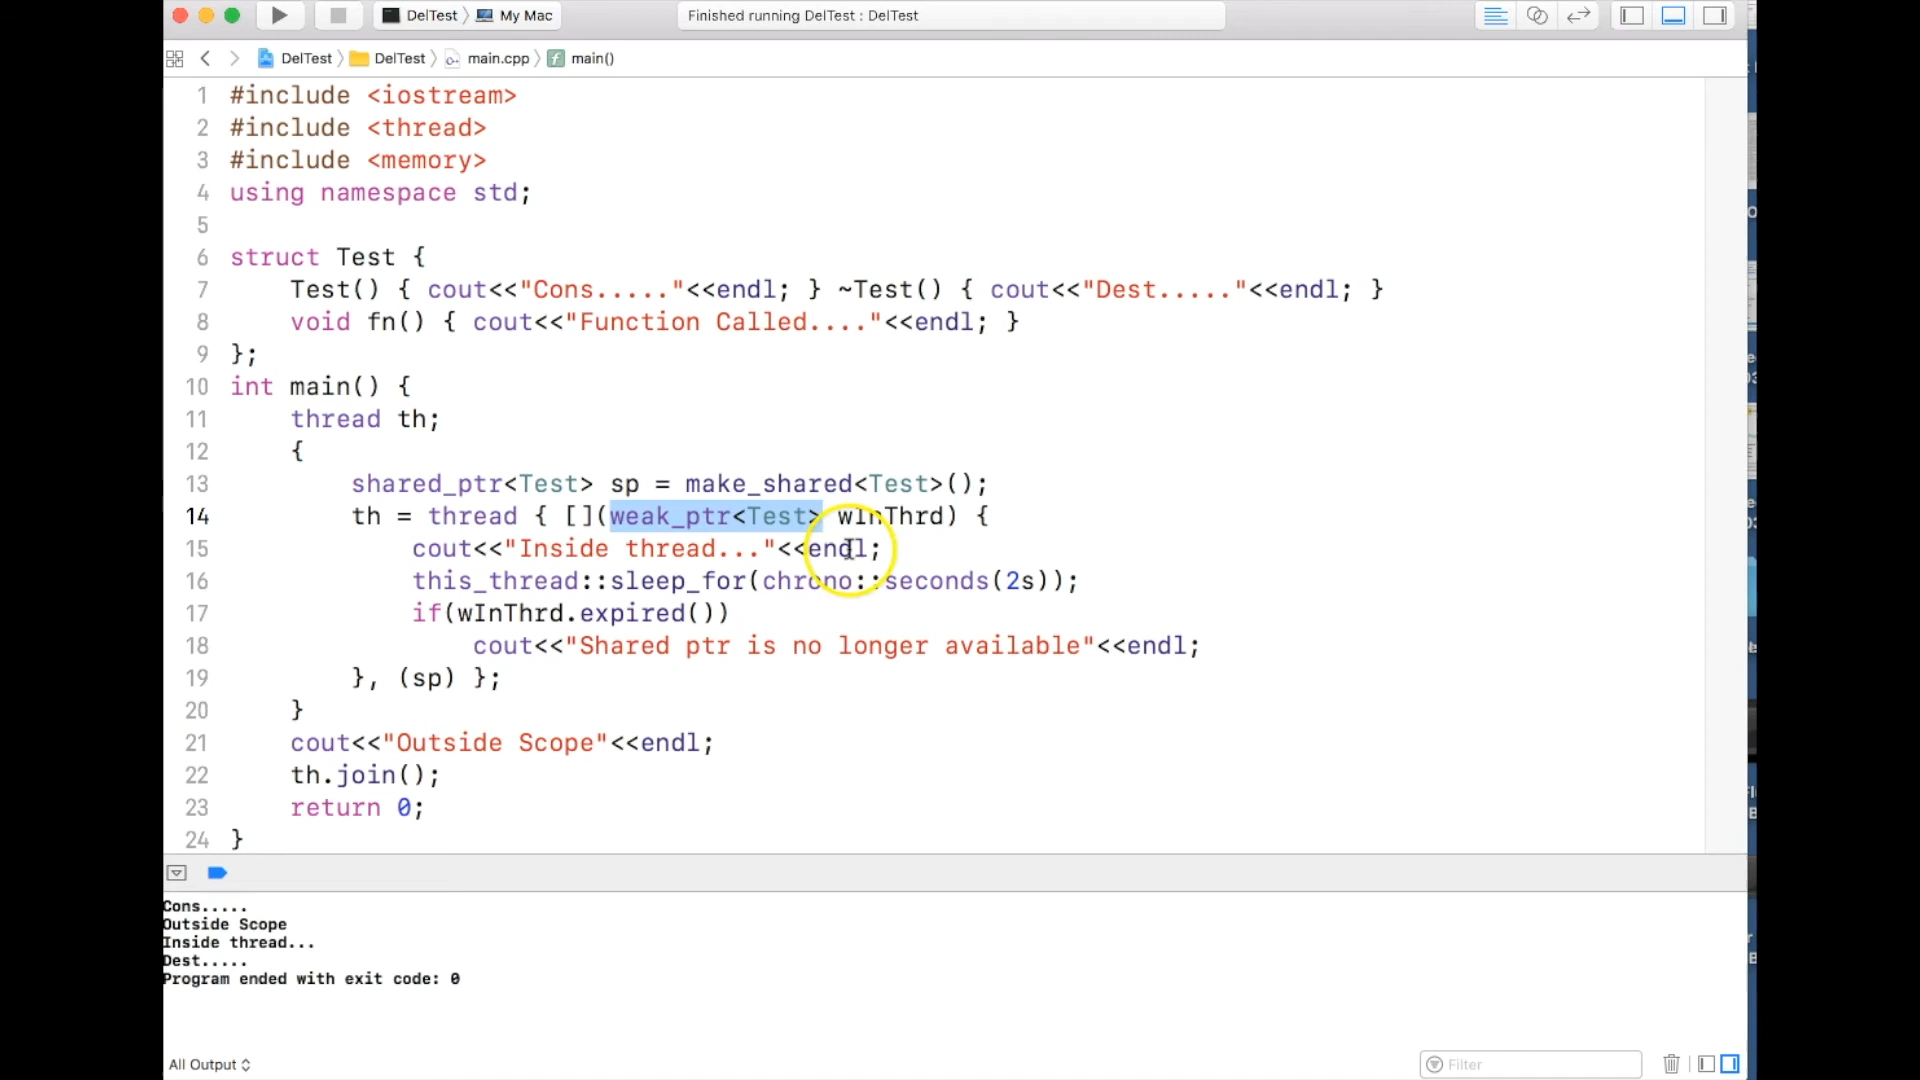 DelTest 〉 My Mac
Finished running DelTest : DelTest
DelTest 〉 DelTest 〉 main.cpp 〉 f main()
1 #include <iostream>
2 #include <thread>
3 #include <memory>
4 using namespace std;
5
6 struct Test {
7     Test() { cout<<"Cons....."<<endl; } ~Test() { cout<<"Dest....."<<endl; }
8     void fn() { cout<<"Function Called...."<<endl; }
9 };
10 int main() {
11     thread th;
12     {
13         shared_ptr<Test> sp = make_shared<Test>();
14         th = thread { [](weak_ptr<Test> wInThrd) {
15             cout<<"Inside thread..."<<endl;
16             this_thread::sleep_for(chrono::seconds(2s));
17             if(wInThrd.expired())
18                 cout<<"Shared ptr is no longer available"<<endl;
19         }, (sp) };
20     }
21     cout<<"Outside Scope"<<endl;
22     th.join();
23     return 0;
24 }
Cons.....
Outside Scope
Inside thread...
Dest.....
Program ended with exit code: 0
All Output
Filter